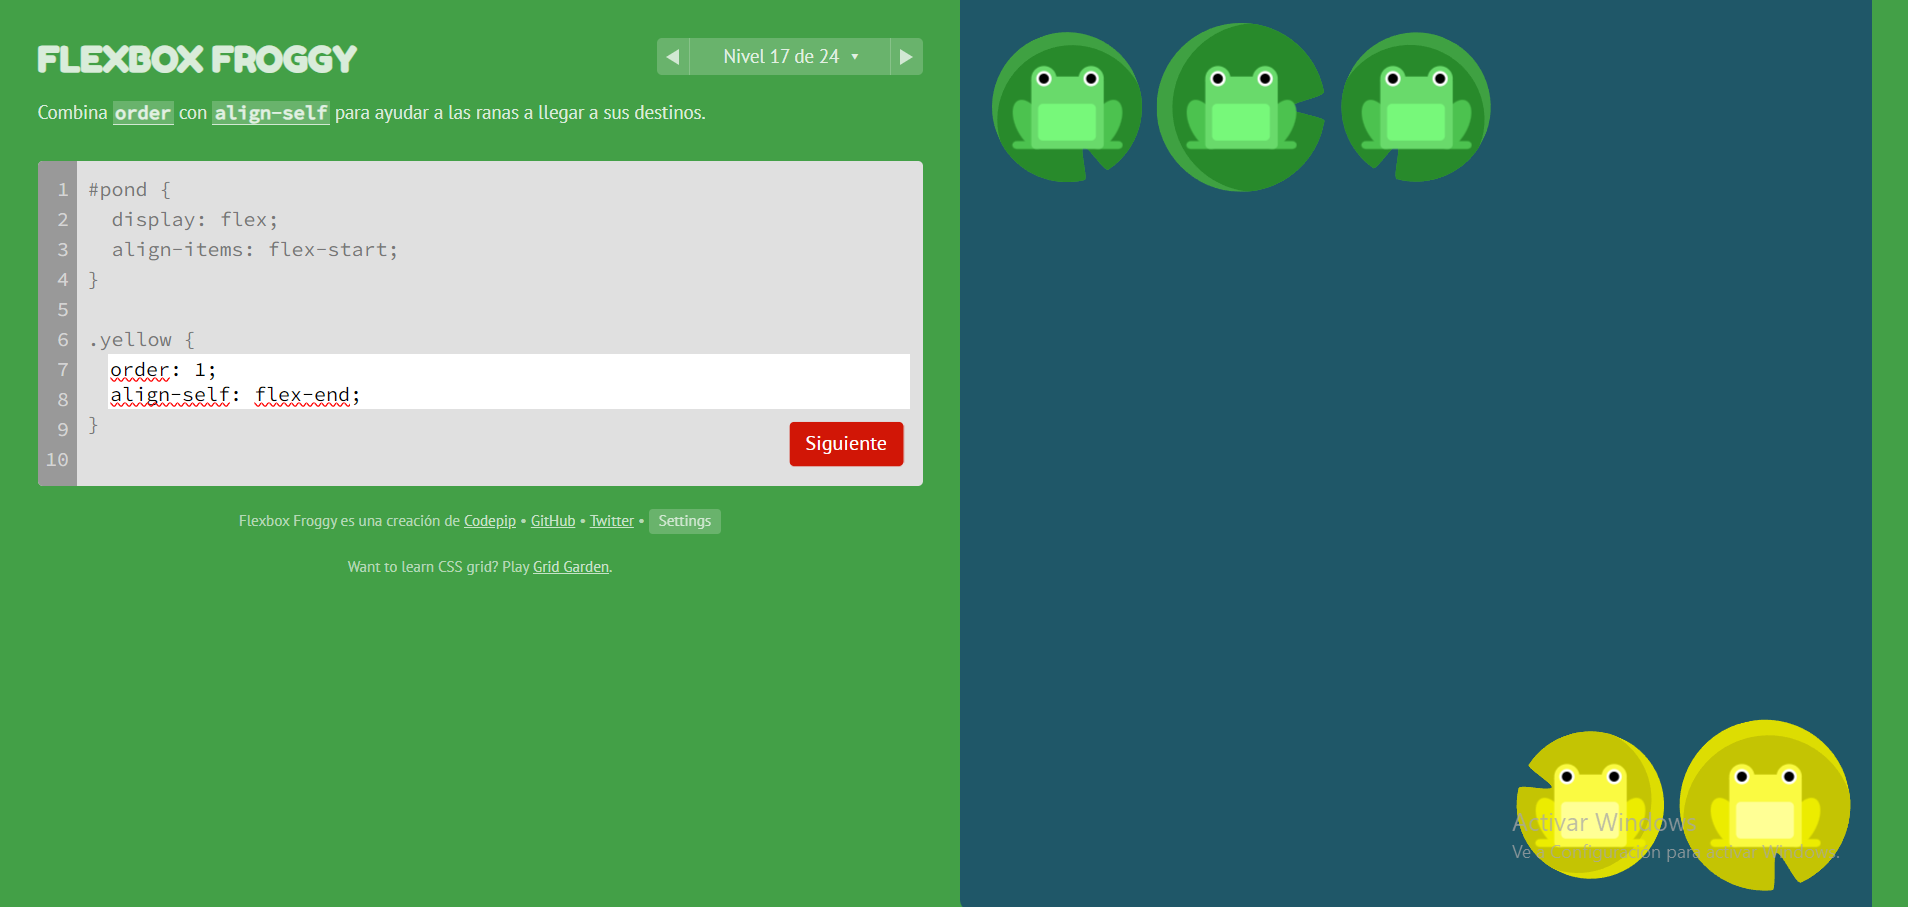 FLEXBOX FROGGY
Nivel 17 de 24
Combina order con align-self para ayudar a las ranas a llegar a sus destinos.
1 #pond {
2 display: flex;
3 align-items: flex-start;
4 }
5
6 .yellow {
7 order: 1;
8 align-self: flex-end;
9 }
10
Siguiente
Flexbox Froggy es una creación de Codepip • GitHub • Twitter • Settings
Want to learn CSS grid? Play Grid Garden.
Activar Windows
Ve a Configuración para activar Windows.